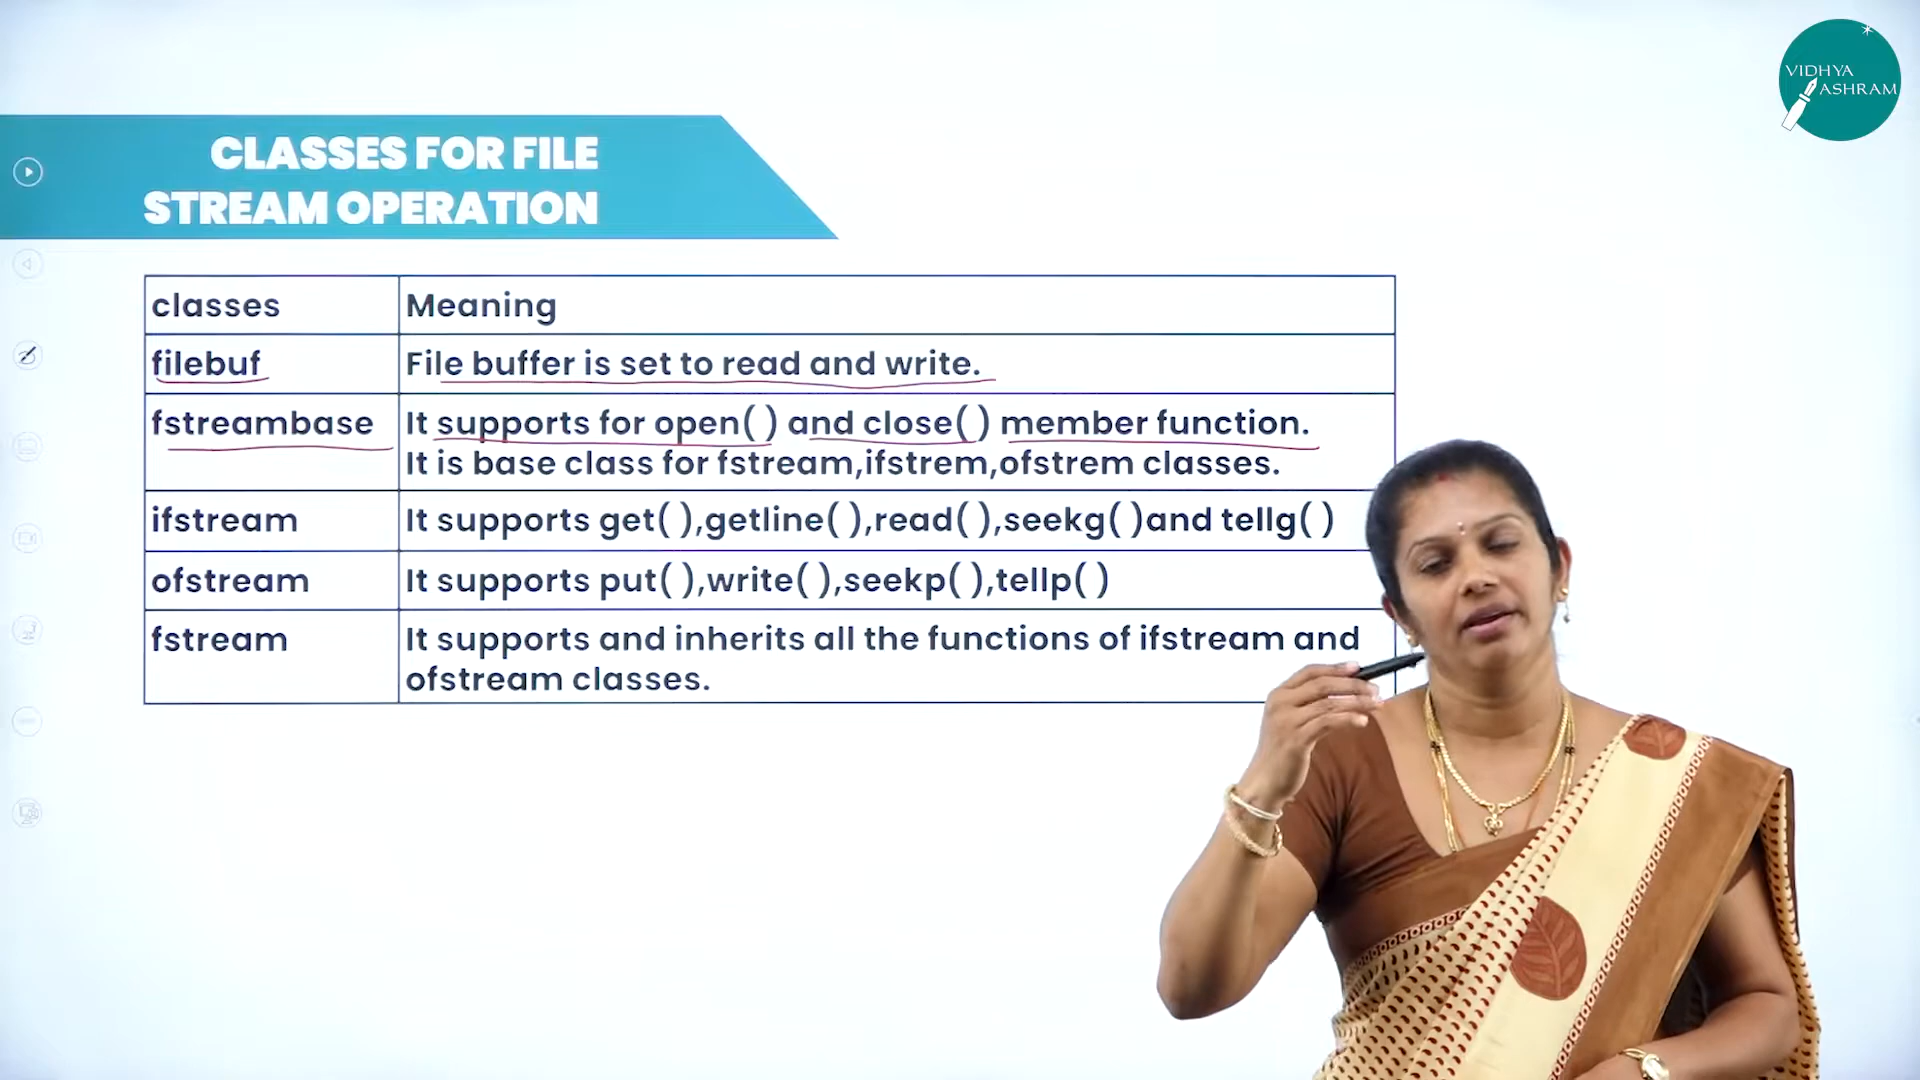 VIDHYA
ASHRAM
CLASSES FOR FILE
STREAM OPERATION
classes Meaning
filebuf File buffer is set to read and write.
fstreambase It supports for open( ) and close( ) member function.
It is base class for fstream,ifstrem,ofstrem classes.
ifstream It supports get( ),getline( ),read( ),seekg( )and tellg( )
ofstream It supports put( ),write( ),seekp( ),tellp( )
fstream It supports and inherits all the functions of ifstream and
ofstream classes.